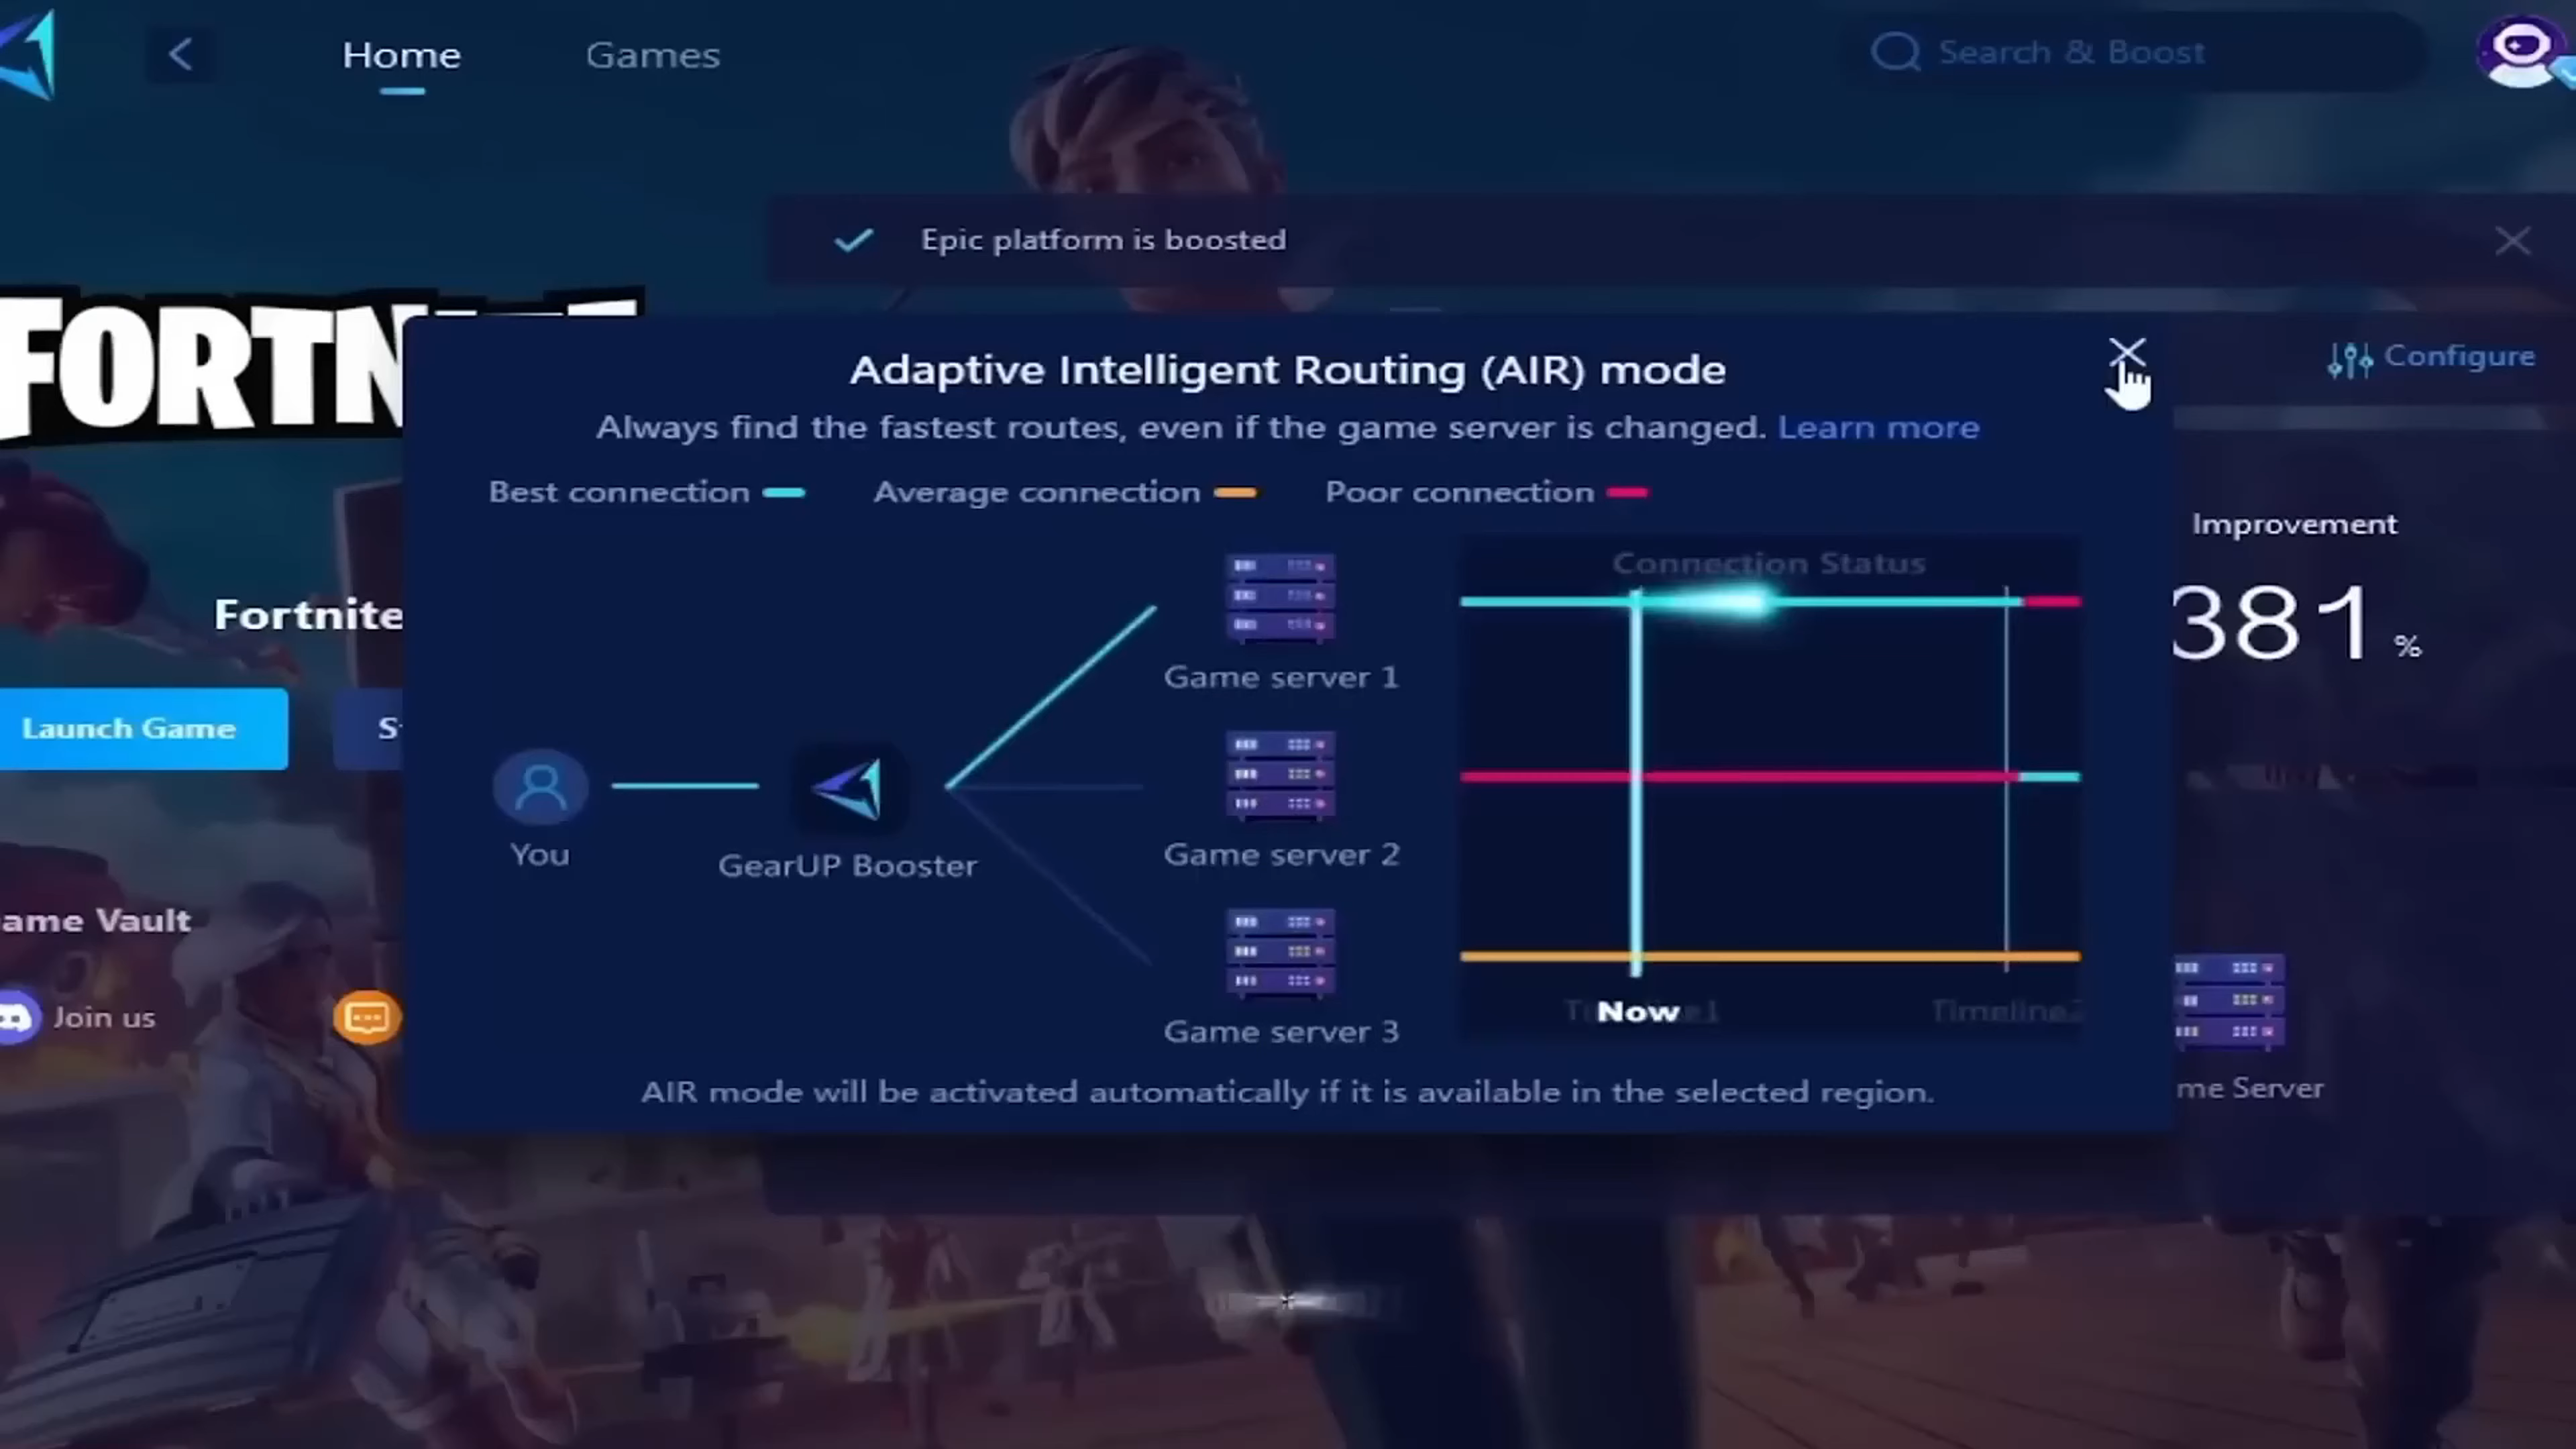 Home
Games
Search & Boost
Epic platform is boosted
FORTN
Adaptive Intelligent Routing (AIR) mode
Configure
Always find the fastest routes, even if the game server is changed. Learn more
Best connection
Average connection
Poor connection
Improvement
381 %
Connection Status
Fortnite
Launch Game
Game server 1
You
GearUP Booster
Game server 2
ame Vault
Join us
Now
Timeline
Game server 3
me Server
AIR mode will be activated automatically if it is available in the selected region.